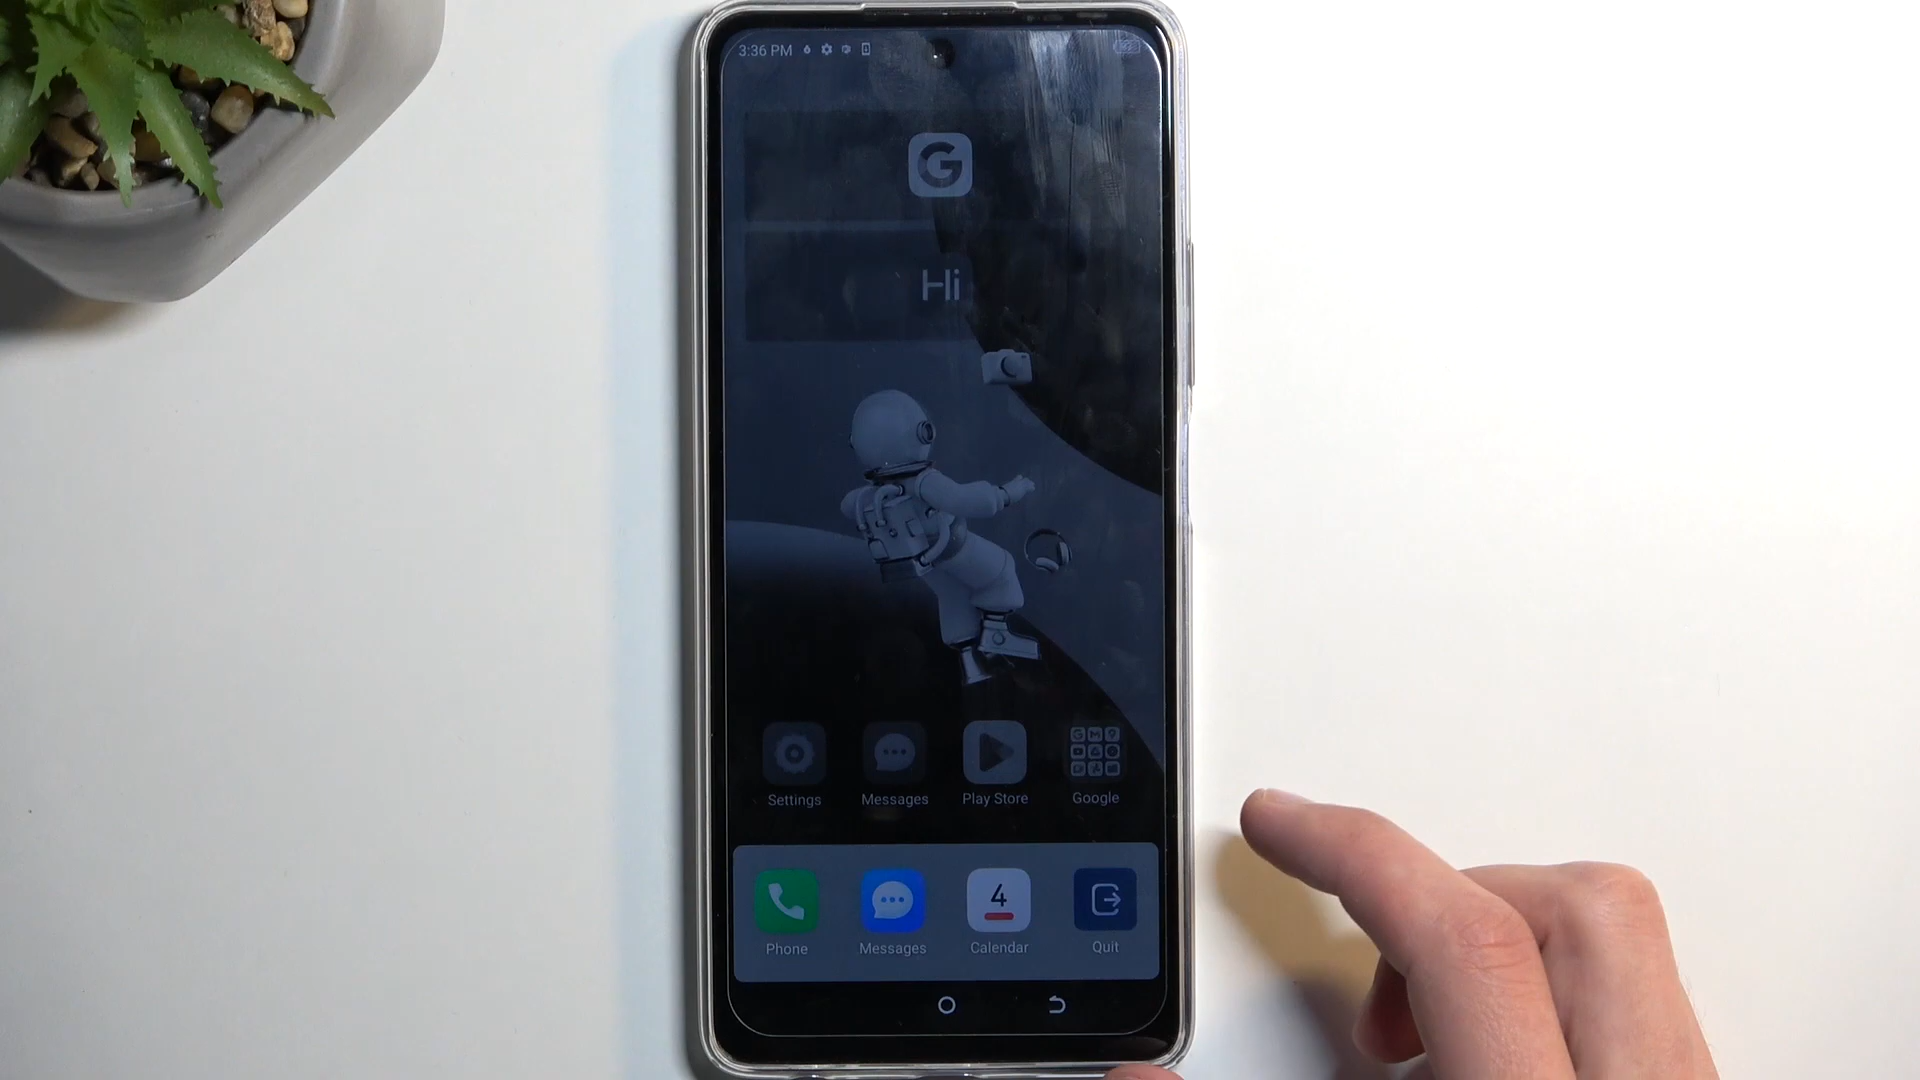 3:36 PM
G
Hi
Settings Messages Play Store Google
4
Phone Messages Calendar Quit